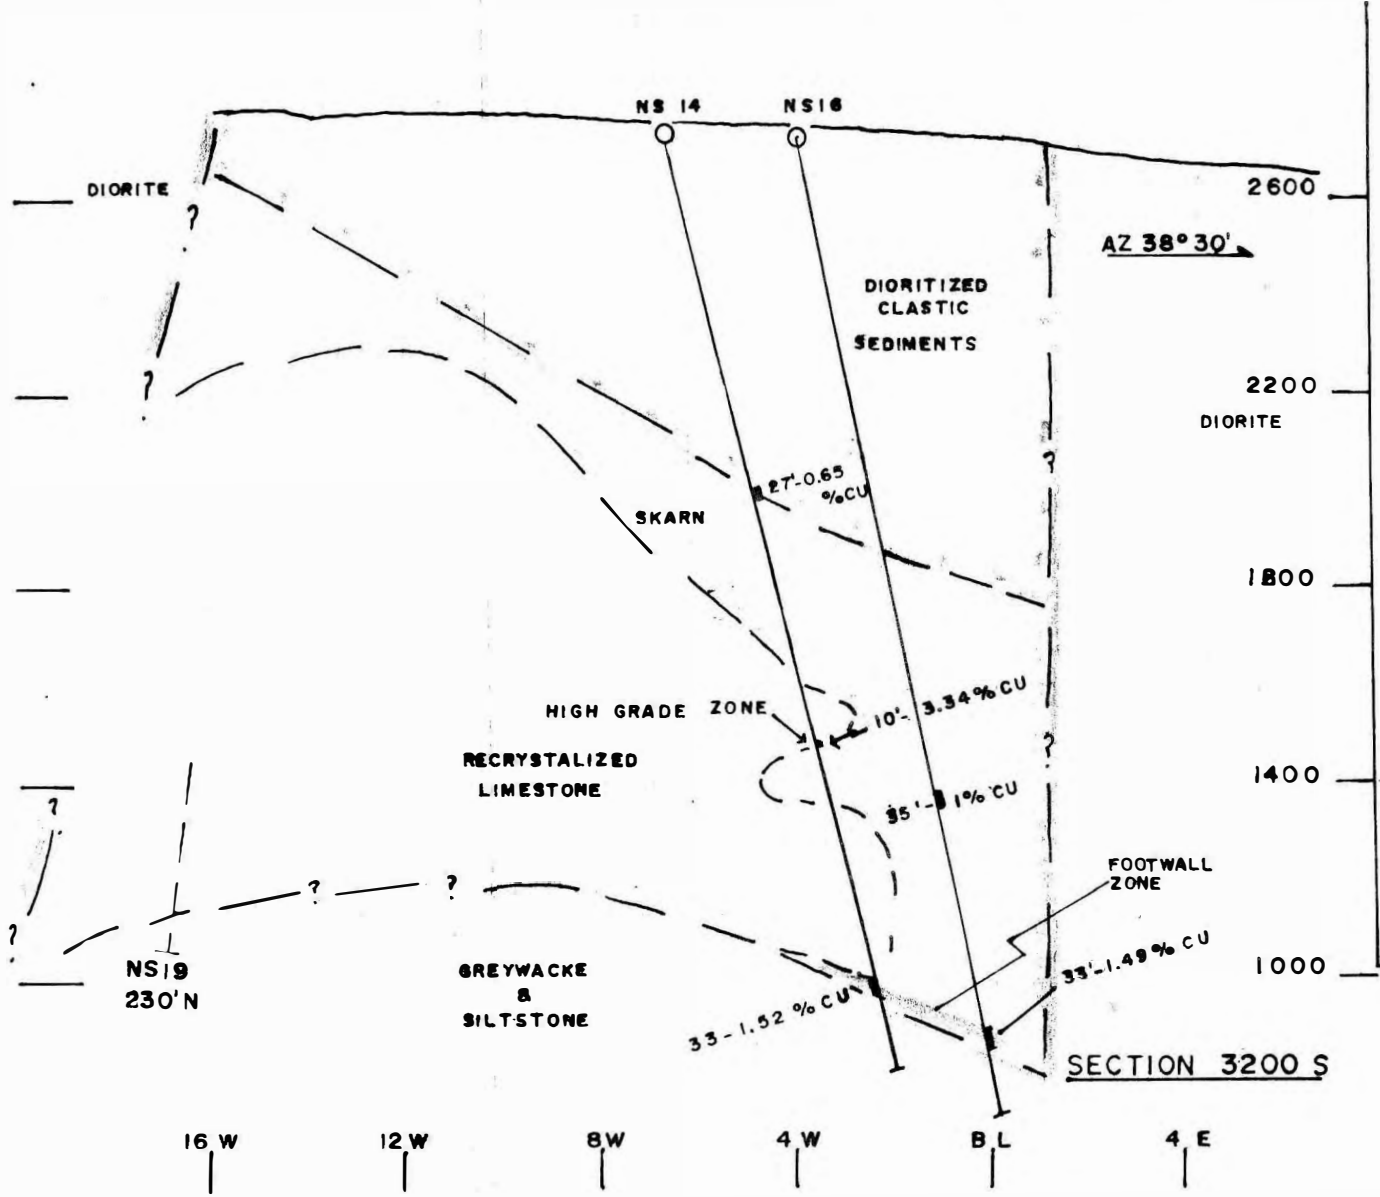 NS 14
NS16
DIORITE
2600
AZ 38° 30'
DIORITIZED
CLASTIC
SEDIMENTS
?
?
2200
DIORITE
?
27'-0.65
%CU
SKARN
1800
10'- 3.34% CU
HIGH GRADE ZONE
?
RECRYSTALIZED
LIMESTONE
1400
35'- 1% CU
?
FOOTWALL
ZONE
?
?
?
33'-1.49% CU
NS19
230'N
GREYWACKE
&
SILTSTONE
1000
33-1.52 % CU
SECTION 3200 S
16 W
12 W
8W
4 W
B L
4 E